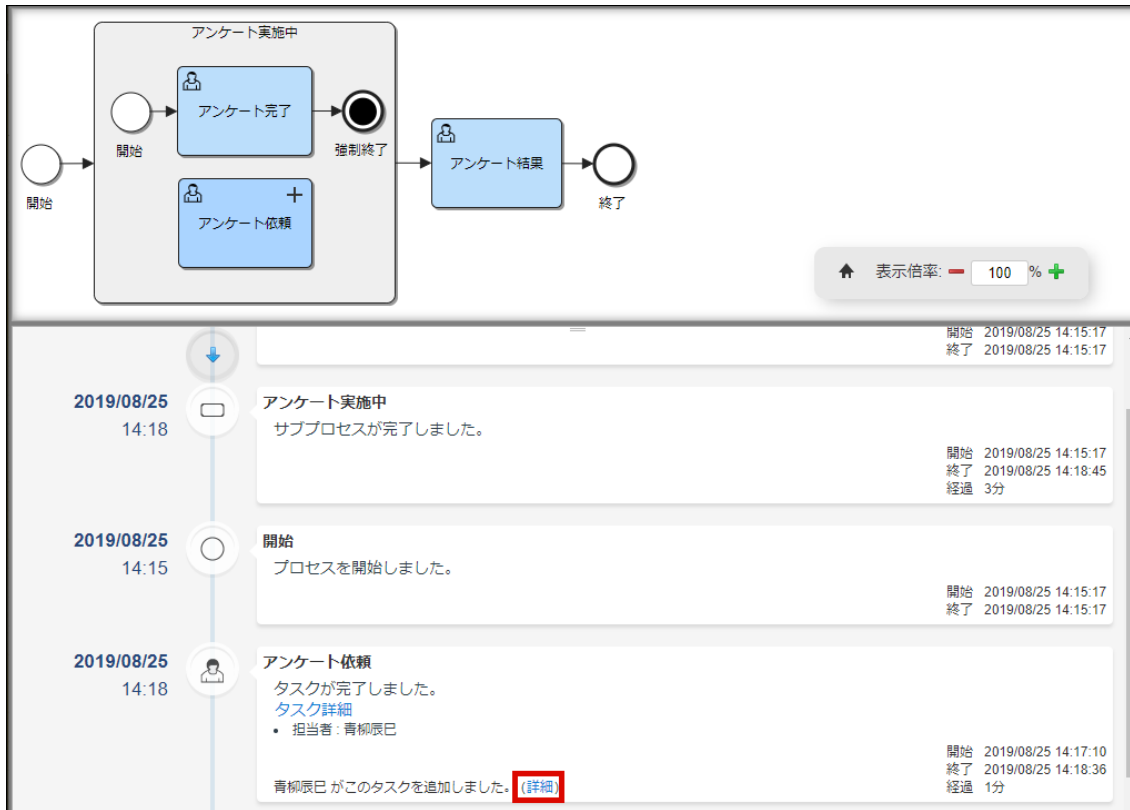 アンケート実施中
アンケート完了
開始
強制終了
アンケート結果
開始
アンケート依頼
終了
表示倍率: 100 %
開始 2019/08/25 14:15:17
終了 2019/08/25 14:15:17
2019/08/25
14:18
アンケート実施中
サブプロセスが完了しました。
開始 2019/08/25 14:15:17
終了 2019/08/25 14:18:45
経過 3分
2019/08/25
14:15
開始
プロセスを開始しました。
開始 2019/08/25 14:15:17
終了 2019/08/25 14:15:17
2019/08/25
14:18
アンケート依頼
タスクが完了しました。
タスク詳細
• 担当者 : 青柳辰巳
開始 2019/08/25 14:17:10
終了 2019/08/25 14:18:36
経過 1分
青柳辰巳 がこのタスクを追加しました。 (詳細)